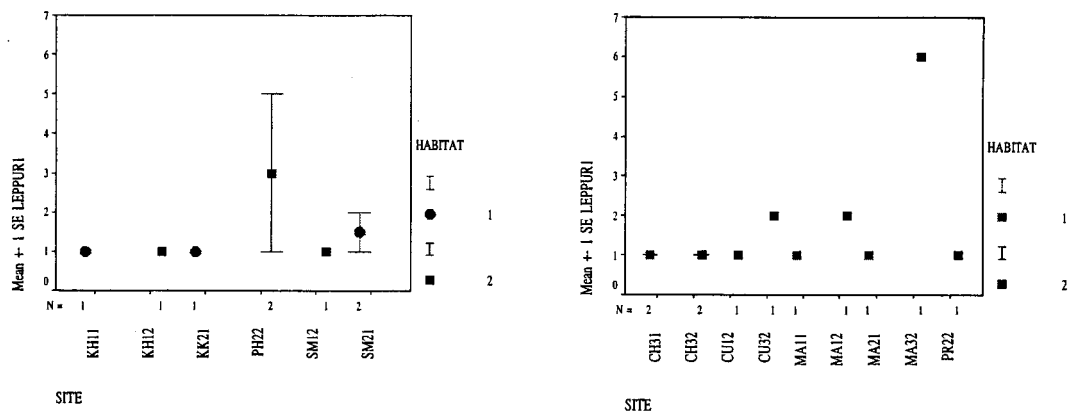 7
6
5
4
3
2
1
0
Mean +- 1 SE LEPPUR1
N = 1 1 1 2 1 2
KH11 KH12 KK21 PH22 SM12 SM21
SITE
HABITAT
1
2
7
6
5
4
3
2
1
0
Mean +- 1 SE LEPPUR1
N = 2 2 1 1 1 1 1 1 1
CH31 CH32 CU12 CU32 MA11 MA12 MA21 MA32 PR22
SITE
HABITAT
1
2